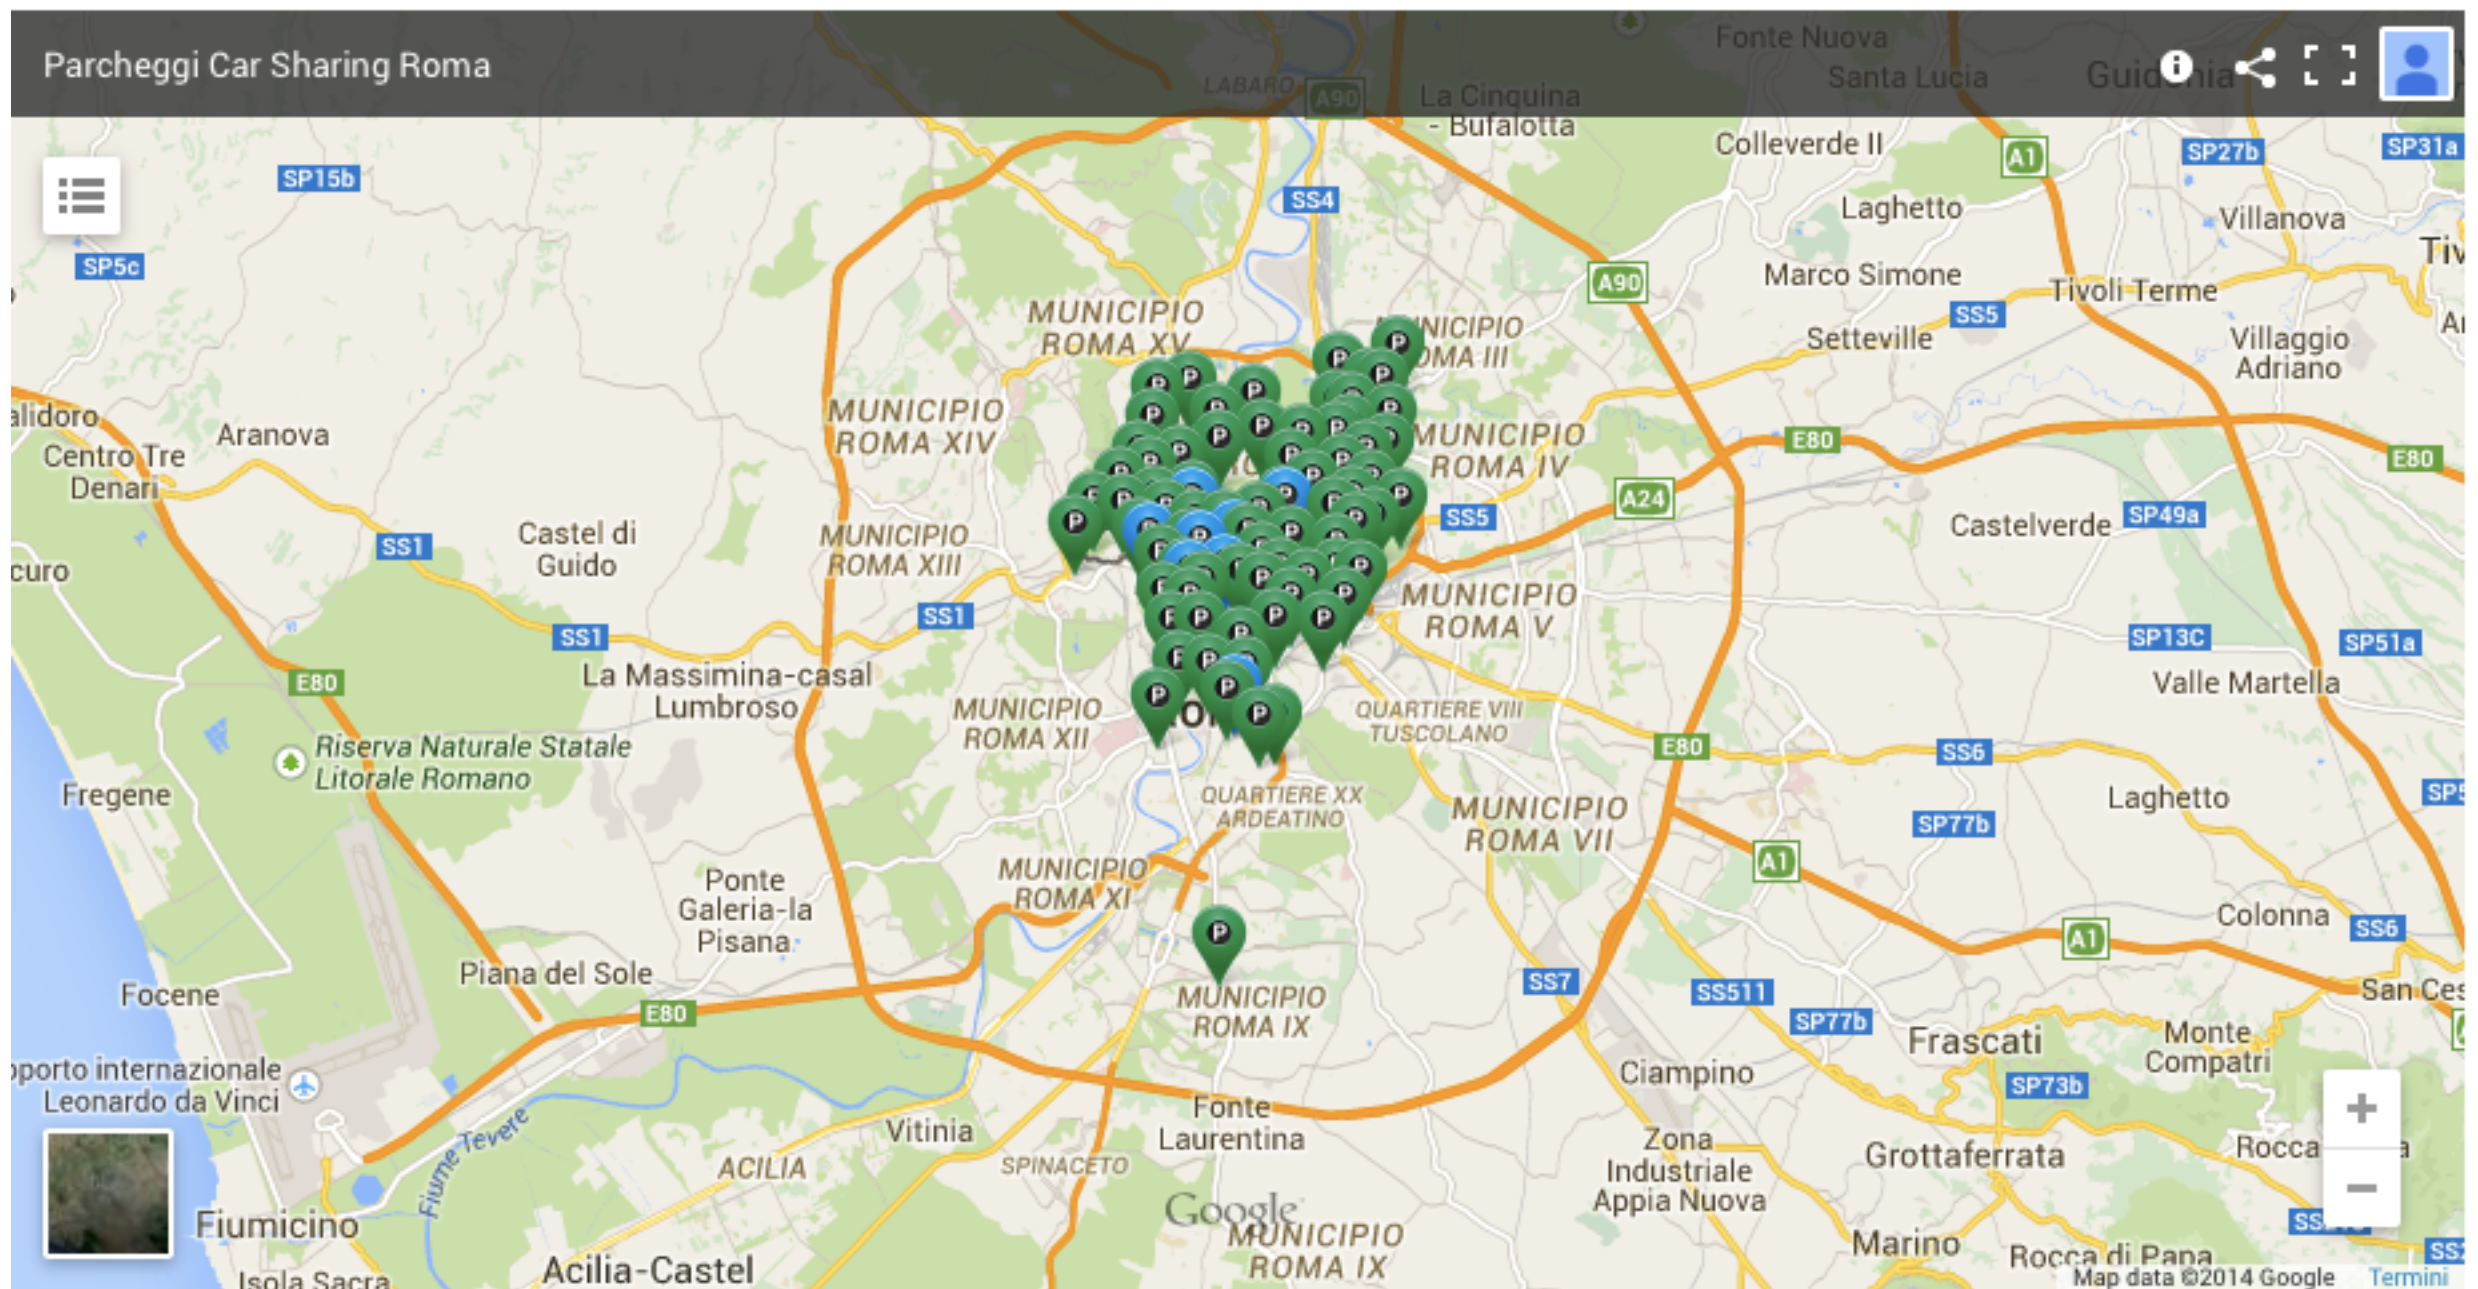 Parcheggi Car Sharing Roma
Fonte Nuova
Santa Lucia
LABARO
A90
La Cinquina
- Bufalotta
Colleverde II
A1
SP27b
SP31a
SP15b
SS4
Laghetto
Villanova
SP5c
A90
Marco Simone
Tivoli Terme
SS5
MUNICIPIO
ROMA XV
Setteville
Villaggio
Adriano
MUNICIPIO
ROMA XIV
Aranova
Centro Tre
Denari
MUNICIPIO
ROMA IV
E80
E80
A24
SS5
Castelverde
SP49a
Castel di
Guido
SS1
MUNICIPIO
ROMA XIII
SS1
SS1
MUNICIPIO
ROMA V
SP13C
SP51a
La Massimina-casal
Lumbroso
E80
Valle Martella
MUNICIPIO
ROMA XII
QUARTIERE VIII
TUSCOLANO
Riserva Naturale Statale
Litorale Romano
E80
SS6
Fregene
QUARTIERE XX
ARDEATINO
MUNICIPIO
ROMA VII
Laghetto
SP77b
A1
MUNICIPIO
ROMA XI
Ponte
Galeria-la
Pisana
Colonna
SS6
A1
Piana del Sole
Focene
E80
MUNICIPIO
ROMA IX
SS7
SS511
SP77b
Frascati
Monte
Compatri
oporto internazionale
Leonardo da Vinci
Ciampino
SP73b
Fonte
Laurentina
Vitinia
Fiume Tevere
ACILIA
SPINACETO
Zona
Industriale
Appia Nuova
Grottaferrata
Rocca
Fiumicino
Google
MUNICIPIO
ROMA IX
Marino
Rocca di Papa
Isola Sacra
Acilia-Castel
Map data ©2014 Google
Termini